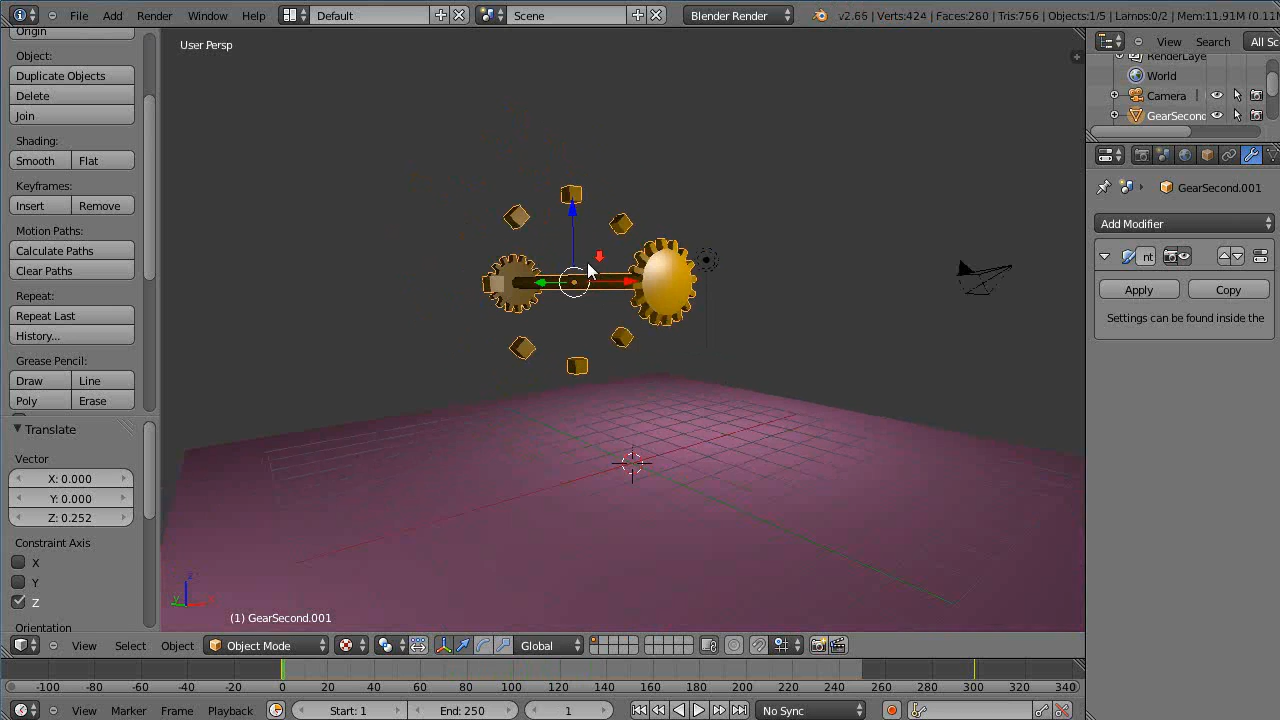 File Add Render Window Help Default Scene Blender Render v2.66 | Verts:424 | Faces:260 | Tris:756 | Objects:1/5 | Lamps:0/2 | Mem:11.91M (0.11
Origin
User Persp
View Search All Sc
RenderLaye
Object:
Duplicate Objects
World
Delete
Camera
Join
GearSecond
Shading:
Smooth Flat
Keyframes:
GearSecond.001
Insert Remove
Add Modifier
Motion Paths:
Calculate Paths
nt
Clear Paths
Apply Copy
Repeat:
Repeat Last
Settings can be found inside the
History...
Grease Pencil:
Draw Line
Poly Erase
Translate
Vector
X: 0.000
Y: 0.000
Z: 0.252
Constraint Axis
X
Y
Z
(1) GearSecond.001
Orientation
View Select Object Object Mode Global
-100 -80 -60 -40 -20 0 20 40 60 80 100 120 140 160 180 200 220 240 260 280 300 320 340
View Marker Frame Playback Start: 1 End: 250 1 No Sync